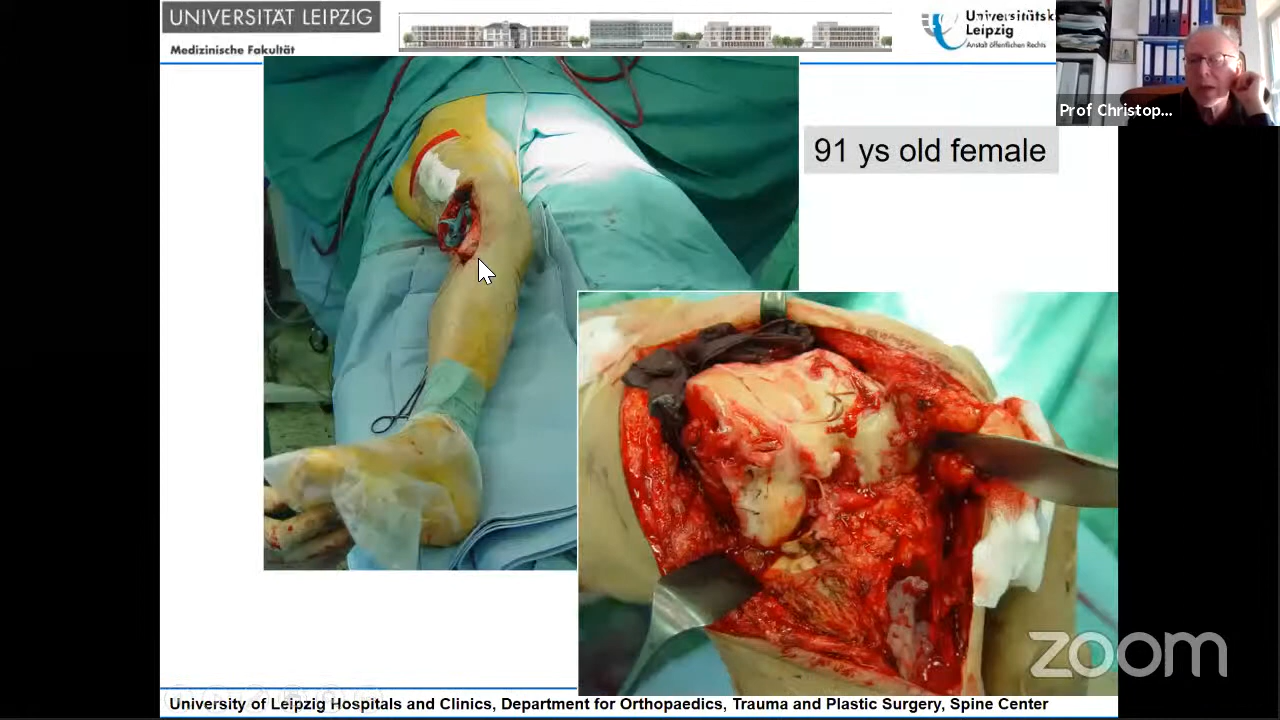 UNIVERSITÄT LEIPZIG
Medizinische Fakultät
Leipzig
Anstalt öffentlichen Rechts
Prof Christop...
91 ys old female
zoom
University of Leipzig Hospitals and Clinics, Department for Orthopaedics, Trauma and Plastic Surgery, Spine Center